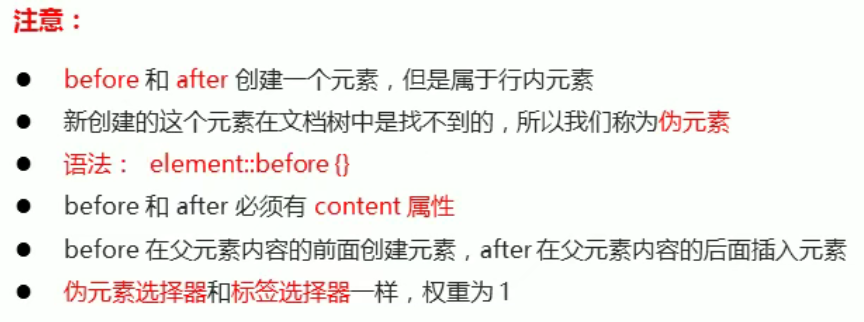 注意：
● before 和 after 创建一个元素，但是属于行内元素
● 新创建的这个元素在文档树中是找不到的，所以我们称为伪元素
● 语法： element::before {}
● before 和 after 必须有 content 属性
● before 在父元素内容的前面创建元素，after 在父元素内容的后面插入元素
● 伪元素选择器和标签选择器一样，权重为 1